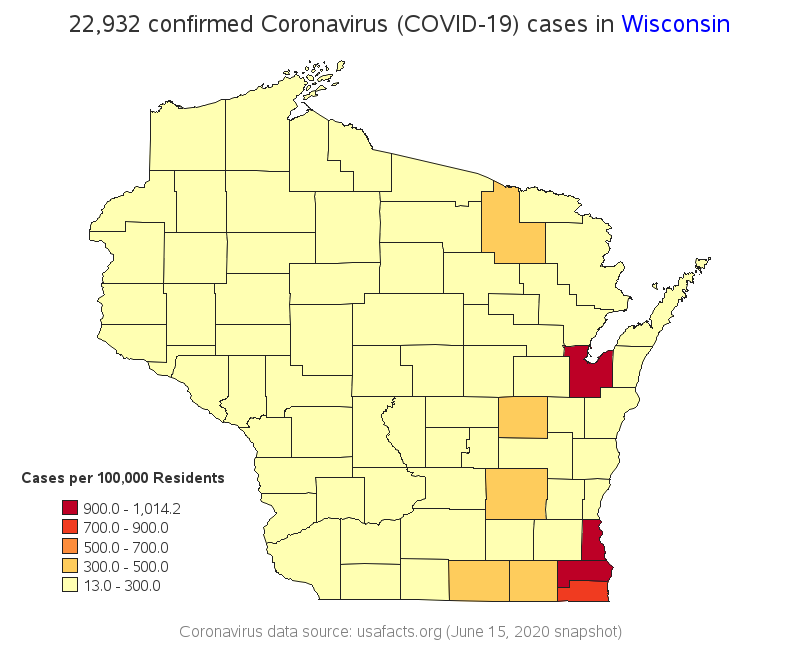 22,932 confirmed Coronavirus (COVID-19) cases in Wisconsin
Cases per 100,000 Residents
900.0 - 1,014.2
700.0 - 900.0
500.0 - 700.0
300.0 - 500.0
13.0 - 300.0
Coronavirus data source: usafacts.org (June 15, 2020 snapshot)